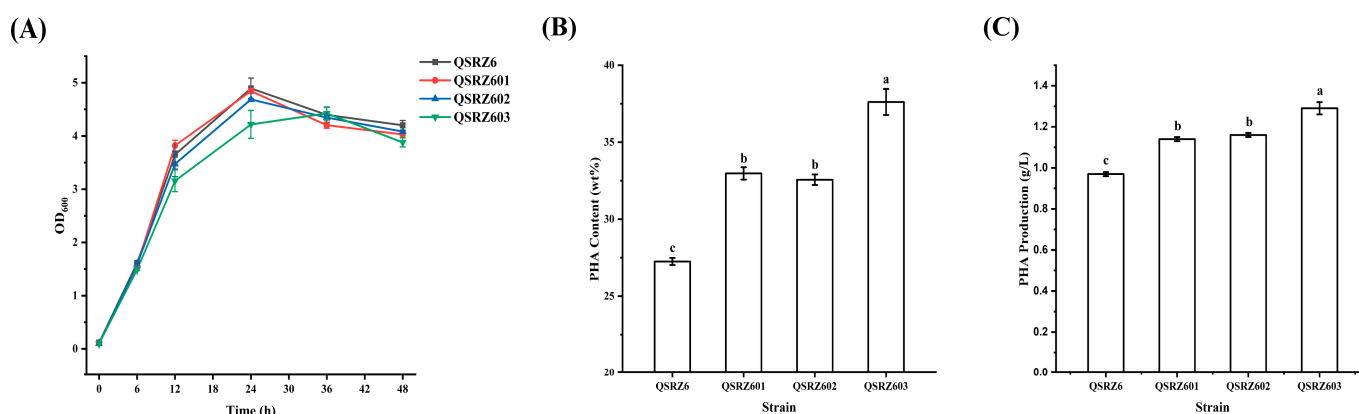 (A)
5
4
3
2
1
0
OD600
0 6 12 18 24 30 36 42 48
Time (h)
QSRZ6
QSRZ601
QSRZ602
QSRZ603
(B)
40
35
30
25
20
PHA Content (wt%)
c
b
b
a
QSRZ6 QSRZ601 QSRZ602 QSRZ603
Strain
(C)
1.4
1.2
1.0
0.8
0.6
0.4
0.2
0.0
PHA Production (g/L)
c
b
b
a
QSRZ6 QSRZ601 QSRZ602 QSRZ603
Strain